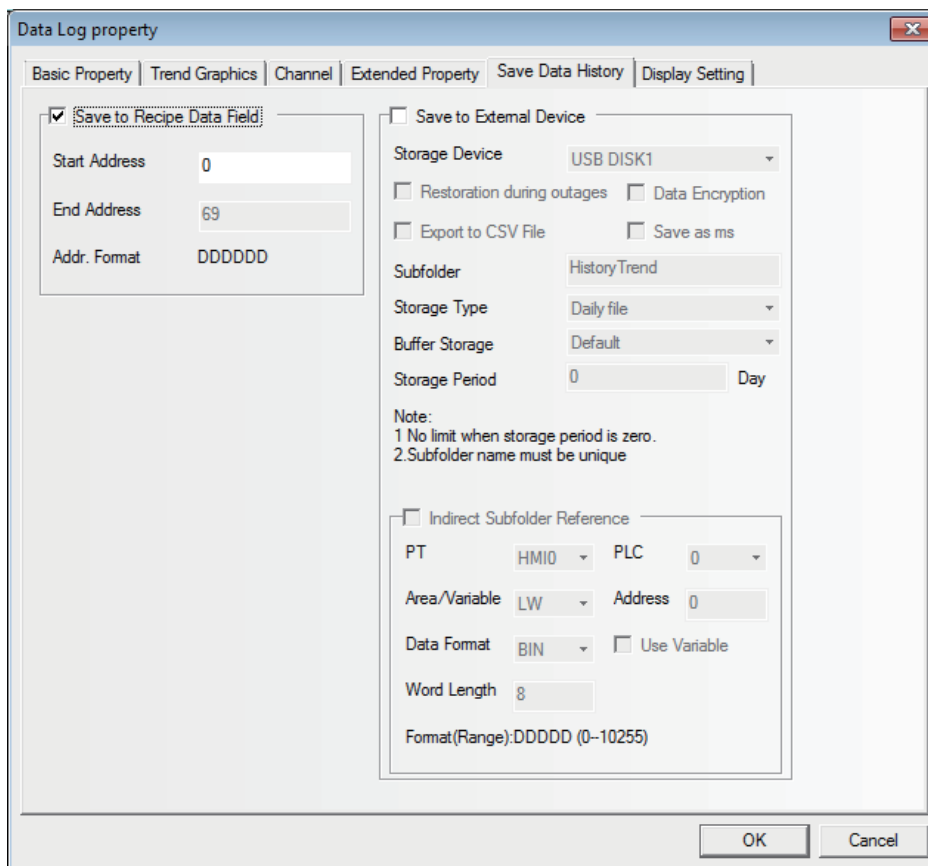 Data Log property
Basic Property Trend Graphics Channel Extended Property Save Data History Display Setting
Save to Recipe Data Field
Start Address 0
End Address 69
Addr. Format DDDDDD
Save to External Device
Storage Device USB DISK1
Restoration during outages Data Encryption
Export to CSV File Save as ms
Subfolder HistoryTrend
Storage Type Daily file
Buffer Storage Default
Storage Period 0 Day
Note:
1 No limit when storage period is zero.
2.Subfolder name must be unique
Indirect Subfolder Reference
PT HMI0 PLC 0
Area/Variable LW Address 0
Data Format BIN Use Variable
Word Length 8
Format(Range):DDDDD (0--10255)
OK Cancel